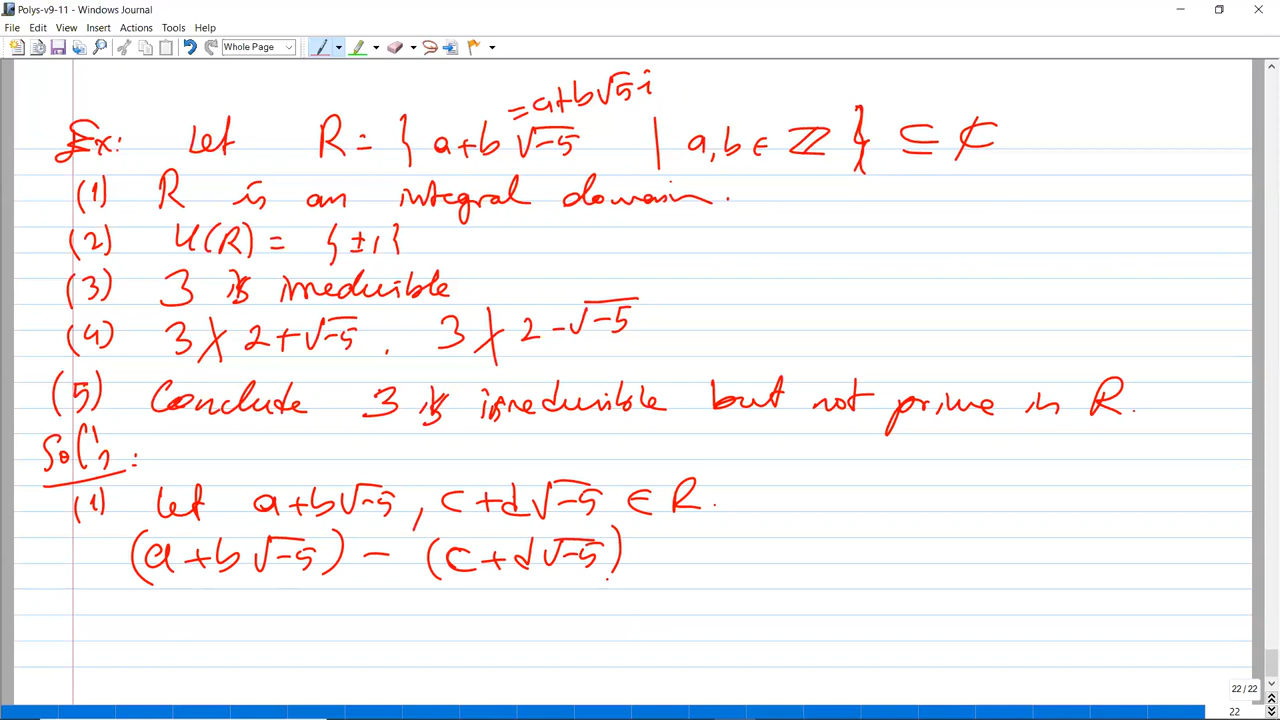 Polys-v9-11 - Windows Journal
File Edit View Insert Actions Tools Help
Whole Page
= a+b√5 i
Ex: Let R = { a+b √-5 | a,b ∈ ℤ } ⊆ ℂ
(1) R is an integral domain.
(2) U(R) = {±1}
(3) 3 is irreducible
(4) 3 ∤ 2+√-5 , 3 ∤ 2-√-5
(5) Conclude 3 is irreducible but not prime in R.
Sol'n:
(1) Let a+b√-5 , c+d√-5 ∈ R.
(a+b√-5) - (c+d√-5)
22 / 22
22